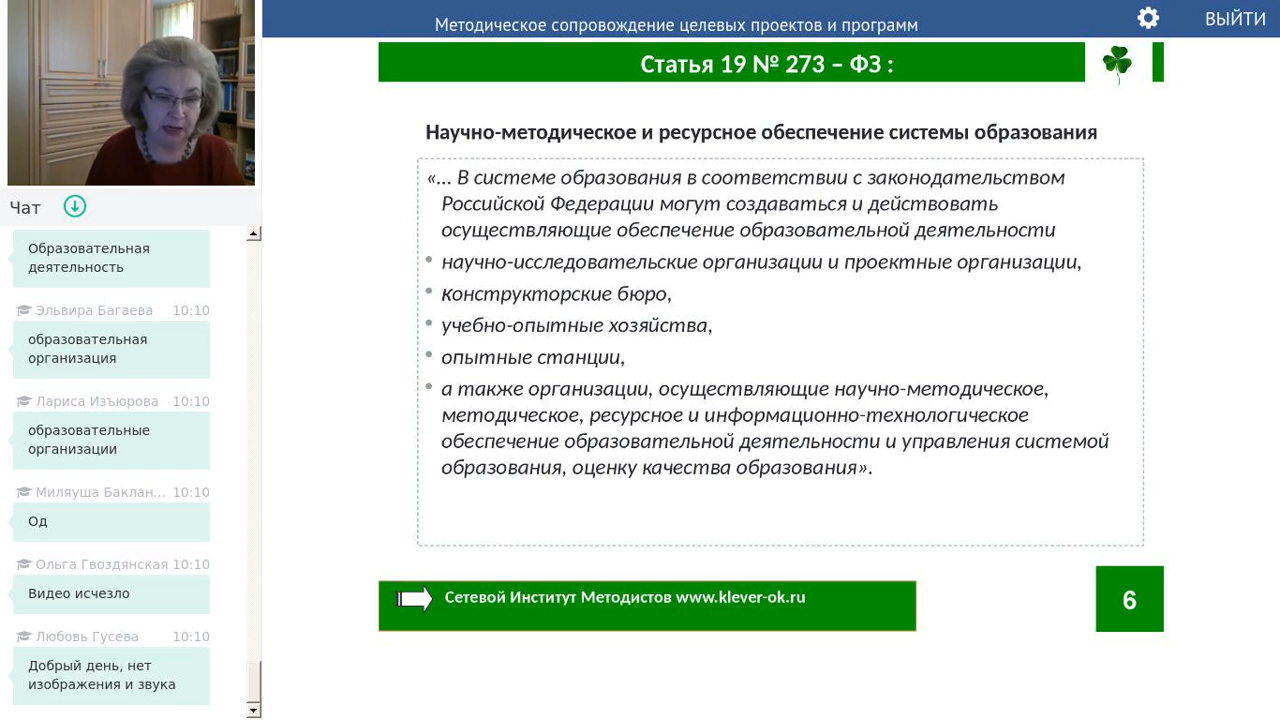 Методическое сопровождение целевых проектов и программ
ВЫЙТИ
Чат
Образовательная
деятельность
Эльвира Багаева 10:10
образовательная
организация
Лариса Изъюрова 10:10
образовательные
организации
Миляуша Баклан... 10:10
Од
Ольга Гвоздянская 10:10
Видео исчезло
Любовь Гусева 10:10
Добрый день, нет
изображения и звука
Статья 19 № 273 – ФЗ :
Научно-методическое и ресурсное обеспечение системы образования
«... В системе образования в соответствии с законодательством
Российской Федерации могут создаваться и действовать
осуществляющие обеспечение образовательной деятельности
• научно-исследовательские организации и проектные организации,
• конструкторские бюро,
• учебно-опытные хозяйства,
• опытные станции,
• а также организации, осуществляющие научно-методическое,
методическое, ресурсное и информационно-технологическое
обеспечение образовательной деятельности и управления системой
образования, оценку качества образования».
Сетевой Институт Методистов www.klever-ok.ru
6